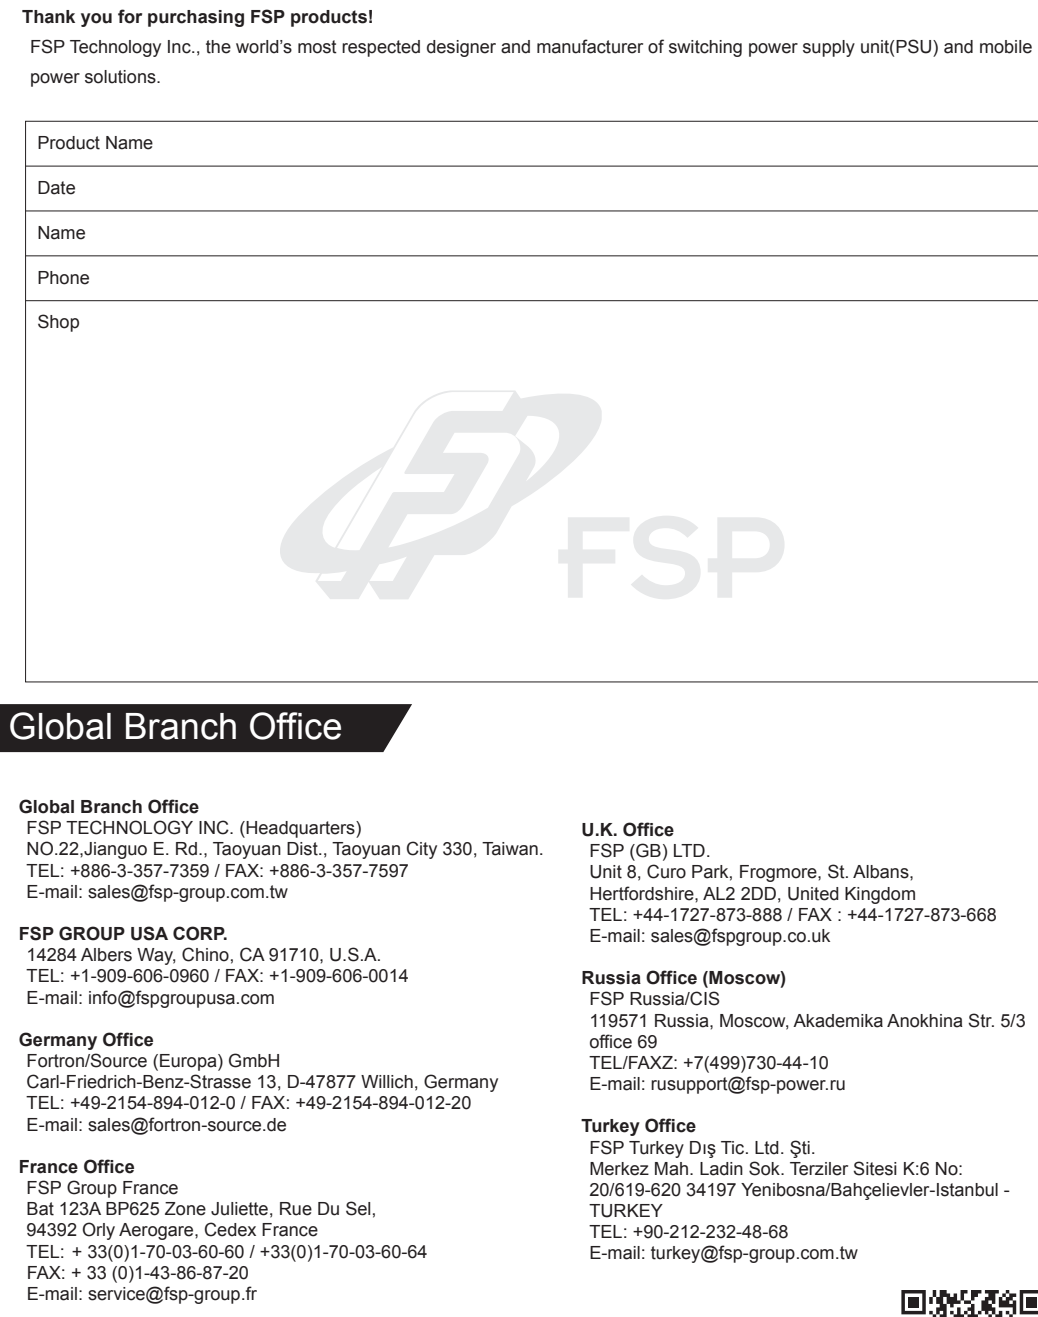 Thank you for purchasing FSP products!
FSP Technology Inc., the world's most respected designer and manufacturer of switching power supply unit(PSU) and mobile
power solutions.
Product Name
Date
Name
Phone
Shop
FSP
Global Branch Office
Global Branch Office
FSP TECHNOLOGY INC. (Headquarters)
NO.22,Jianguo E. Rd., Taoyuan Dist., Taoyuan City 330, Taiwan.
TEL: +886-3-357-7359 / FAX: +886-3-357-7597
E-mail: sales@fsp-group.com.tw
FSP GROUP USA CORP.
14284 Albers Way, Chino, CA 91710, U.S.A.
TEL: +1-909-606-0960 / FAX: +1-909-606-0014
E-mail: info@fspgroupusa.com
Germany Office
Fortron/Source (Europa) GmbH
Carl-Friedrich-Benz-Strasse 13, D-47877 Willich, Germany
TEL: +49-2154-894-012-0 / FAX: +49-2154-894-012-20
E-mail: sales@fortron-source.de
France Office
FSP Group France
Bat 123A BP625 Zone Juliette, Rue Du Sel,
94392 Orly Aerogare, Cedex France
TEL: + 33(0)1-70-03-60-60 / +33(0)1-70-03-60-64
FAX: + 33 (0)1-43-86-87-20
E-mail: service@fsp-group.fr
U.K. Office
FSP (GB) LTD.
Unit 8, Curo Park, Frogmore, St. Albans,
Hertfordshire, AL2 2DD, United Kingdom
TEL: +44-1727-873-888 / FAX : +44-1727-873-668
E-mail: sales@fspgroup.co.uk
Russia Office (Moscow)
FSP Russia/CIS
119571 Russia, Moscow, Akademika Anokhina Str. 5/3
office 69
TEL/FAXZ: +7(499)730-44-10
E-mail: rusupport@fsp-power.ru
Turkey Office
FSP Turkey Dış Tic. Ltd. Şti.
Merkez Mah. Ladin Sok. Terziler Sitesi K:6 No:
20/619-620 34197 Yenibosna/Bahçelievler-Istanbul -
TURKEY
TEL: +90-212-232-48-68
E-mail: turkey@fsp-group.com.tw